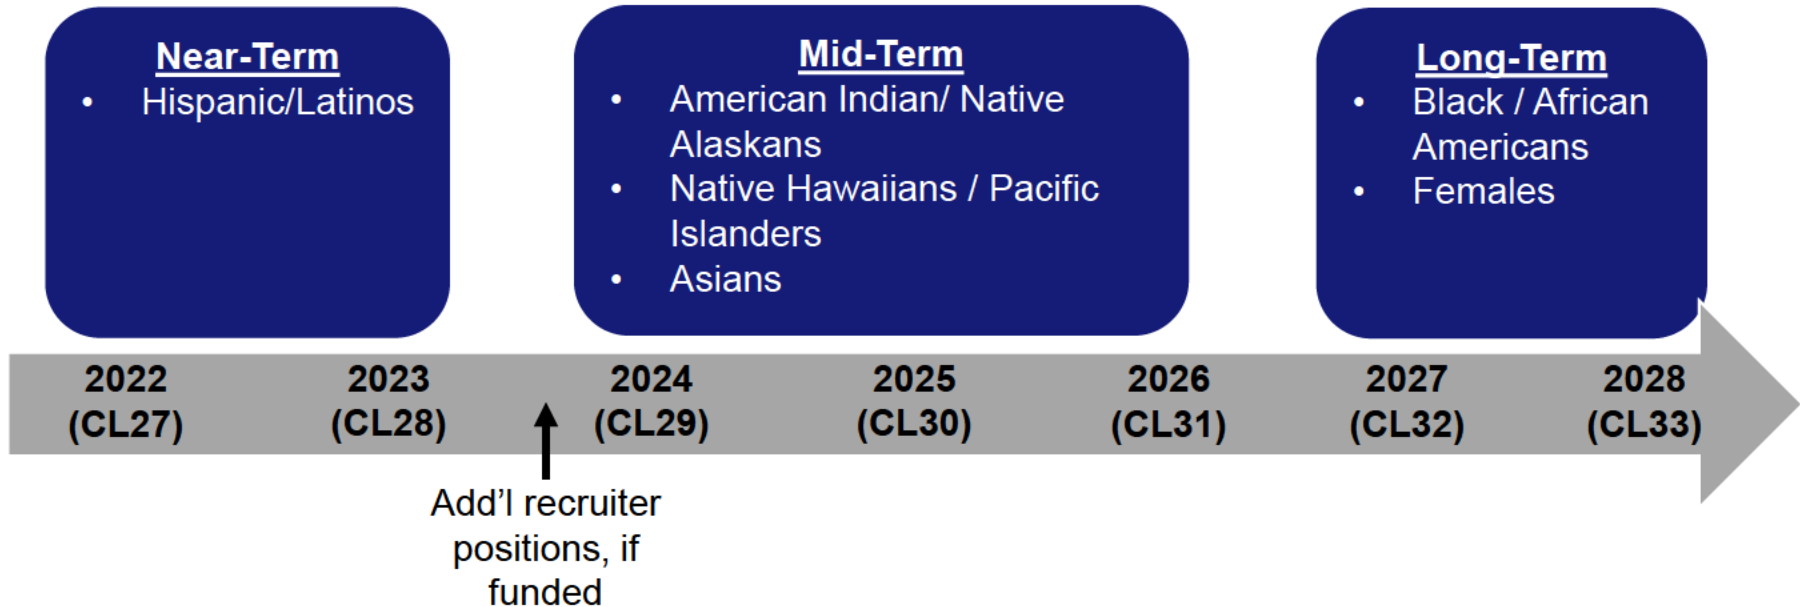 Near-Term
• Hispanic/Latinos
Mid-Term
• American Indian/ Native
Alaskans
• Native Hawaiians / Pacific
Islanders
• Asians
Long-Term
• Black / African
Americans
• Females
2022 2023 2024 2025 2026 2027 2028
(CL27) (CL28) (CL29) (CL30) (CL31) (CL32) (CL33)
Add’l recruiter
positions, if
funded